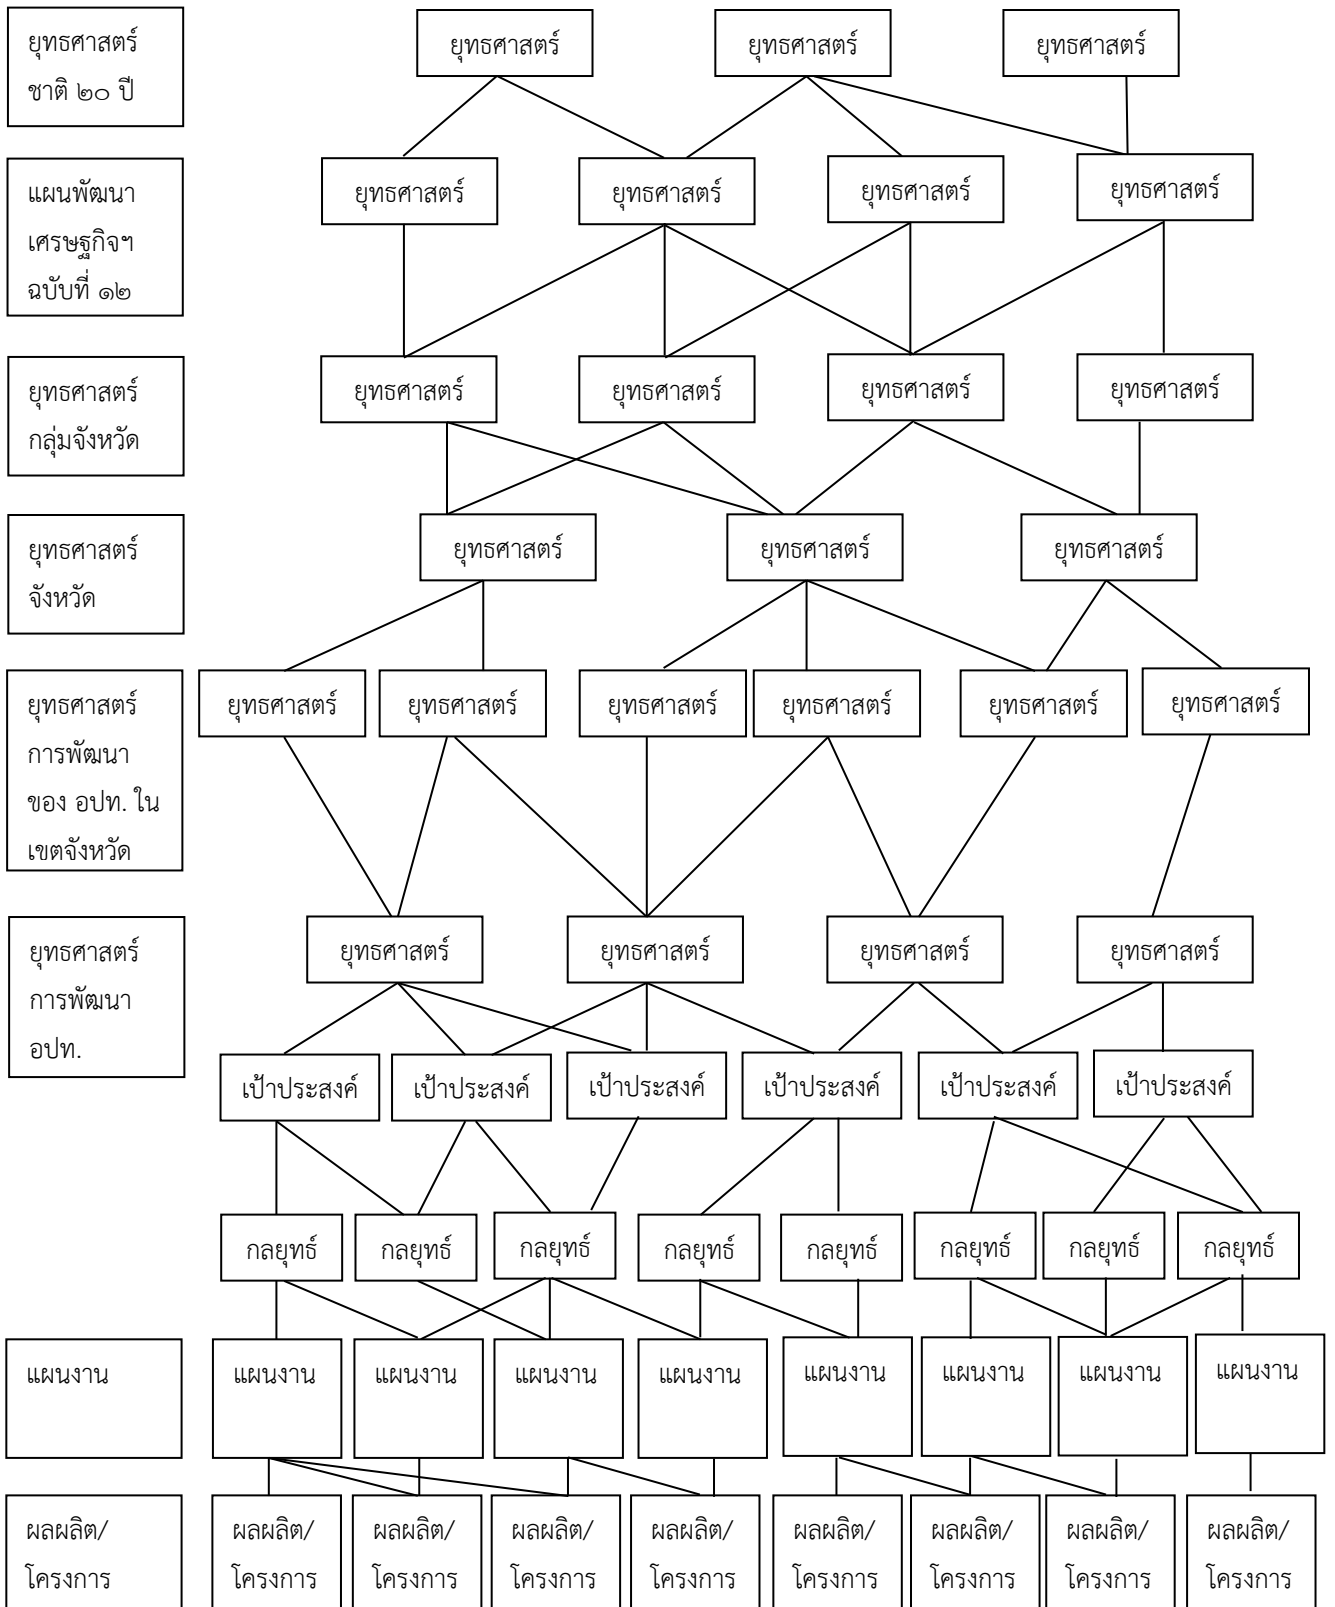 ยุทธศาสตร์
ชาติ ๒๐ ปี
ยุทธศาสตร์
ยุทธศาสตร์
ยุทธศาสตร์
แผนพัฒนา
เศรษฐกิจฯ
ฉบับที่ ๑๒
ยุทธศาสตร์
ยุทธศาสตร์
ยุทธศาสตร์
ยุทธศาสตร์
ยุทธศาสตร์
กลุ่มจังหวัด
ยุทธศาสตร์
ยุทธศาสตร์
ยุทธศาสตร์
ยุทธศาสตร์
ยุทธศาสตร์
จังหวัด
ยุทธศาสตร์
ยุทธศาสตร์
ยุทธศาสตร์
ยุทธศาสตร์
การพัฒนา
ของ อปท. ใน
เขตจังหวัด
ยุทธศาสตร์
ยุทธศาสตร์
ยุทธศาสตร์
ยุทธศาสตร์
ยุทธศาสตร์
ยุทธศาสตร์
ยุทธศาสตร์
การพัฒนา
อปท.
ยุทธศาสตร์
ยุทธศาสตร์
ยุทธศาสตร์
ยุทธศาสตร์
เป้าประสงค์
เป้าประสงค์
เป้าประสงค์
เป้าประสงค์
เป้าประสงค์
เป้าประสงค์
กลยุทธ์
กลยุทธ์
กลยุทธ์
กลยุทธ์
กลยุทธ์
กลยุทธ์
กลยุทธ์
กลยุทธ์
แผนงาน
แผนงาน
แผนงาน
แผนงาน
แผนงาน
แผนงาน
แผนงาน
แผนงาน
แผนงาน
ผลผลิต/
โครงการ
ผลผลิต/
โครงการ
ผลผลิต/
โครงการ
ผลผลิต/
โครงการ
ผลผลิต/
โครงการ
ผลผลิต/
โครงการ
ผลผลิต/
โครงการ
ผลผลิต/
โครงการ
ผลผลิต/
โครงการ